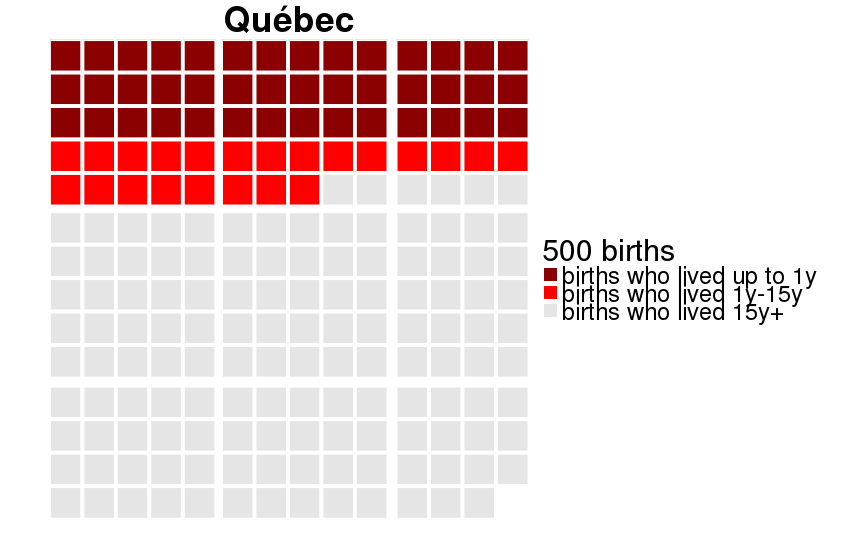 Québec
500 births
births who lived up to 1y
births who lived 1y-15y
births who lived 15y+